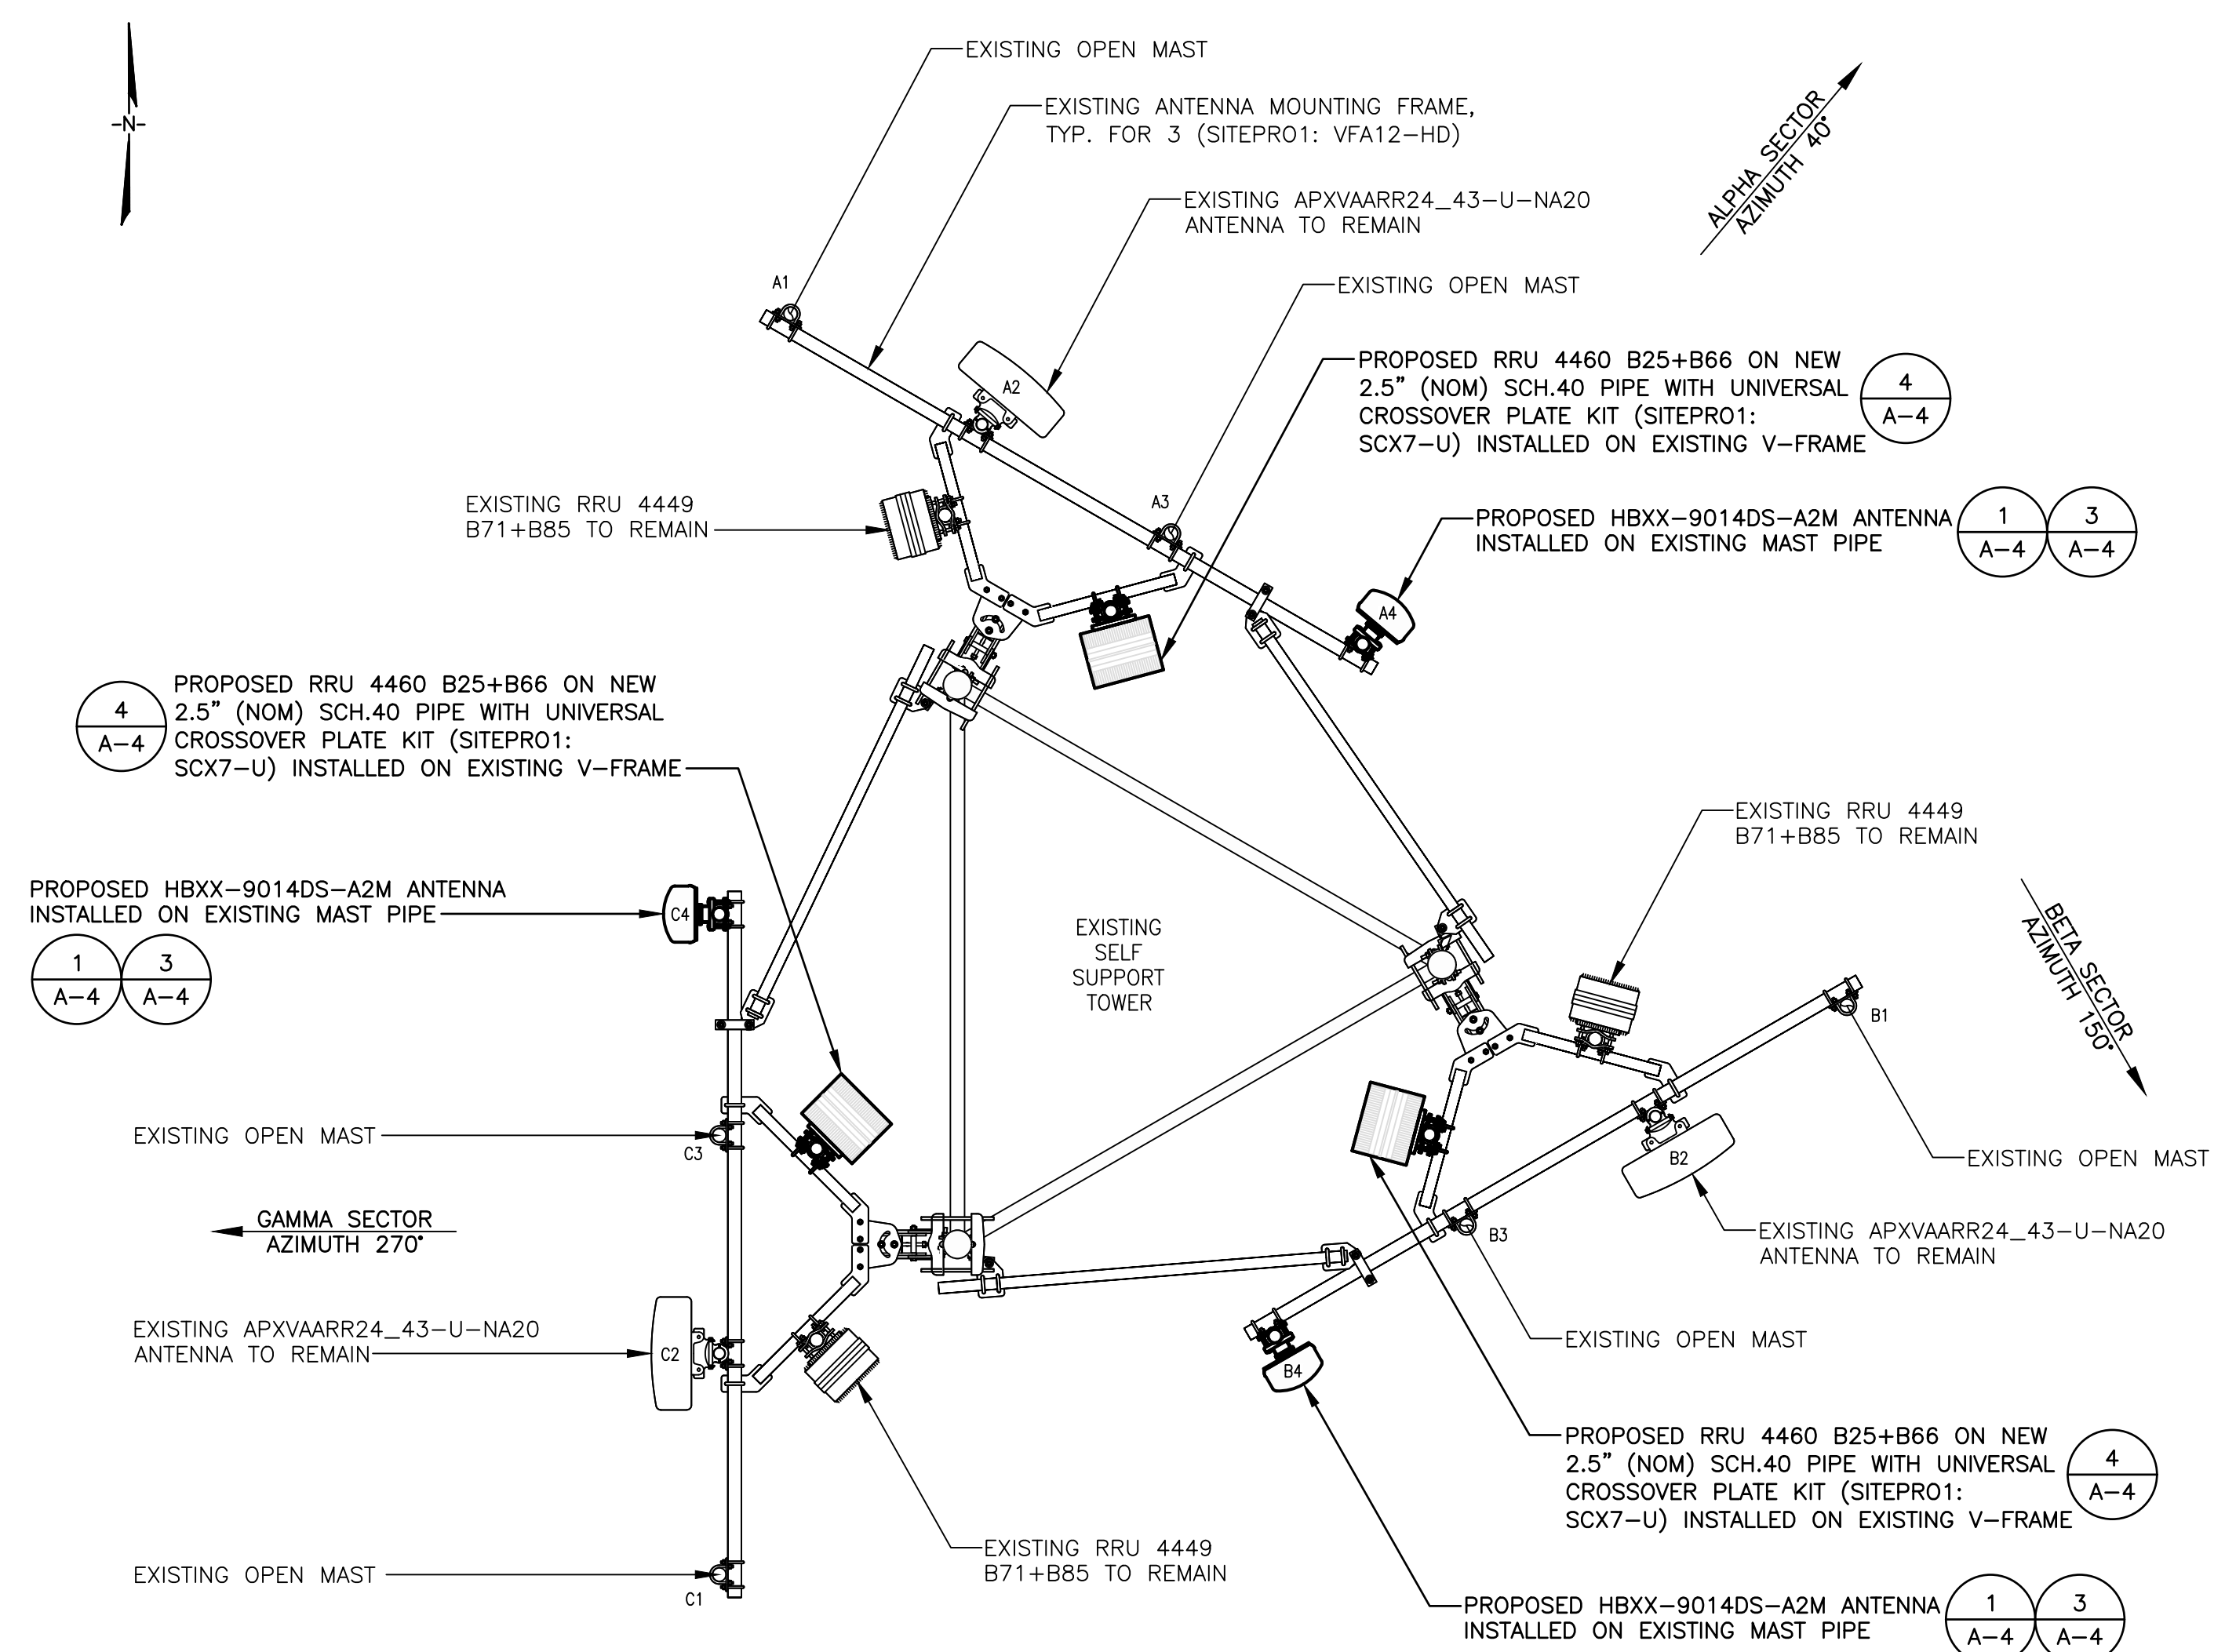 -N-
EXISTING OPEN MAST
EXISTING ANTENNA MOUNTING FRAME,
TYP. FOR 3 (SITEPRO1: VFA12-HD)
ALPHA SECTOR
AZIMUTH 40°
EXISTING APXVAARR24_43-U-NA20
ANTENNA TO REMAIN
A1
EXISTING OPEN MAST
A2
PROPOSED RRU 4460 B25+B66 ON NEW
2.5" (NOM) SCH.40 PIPE WITH UNIVERSAL
CROSSOVER PLATE KIT (SITEPRO1:
SCX7-U) INSTALLED ON EXISTING V-FRAME
4
A-4
EXISTING RRU 4449
B71+B85 TO REMAIN
A3
PROPOSED HBXX-9014DS-A2M ANTENNA
INSTALLED ON EXISTING MAST PIPE
1
A-4
3
A-4
A4
4
A-4
PROPOSED RRU 4460 B25+B66 ON NEW
2.5" (NOM) SCH.40 PIPE WITH UNIVERSAL
CROSSOVER PLATE KIT (SITEPRO1:
SCX7-U) INSTALLED ON EXISTING V-FRAME
EXISTING RRU 4449
B71+B85 TO REMAIN
PROPOSED HBXX-9014DS-A2M ANTENNA
INSTALLED ON EXISTING MAST PIPE
C4
1
A-4
3
A-4
EXISTING
SELF
SUPPORT
TOWER
BETA SECTOR
AZIMUTH 150°
B1
EXISTING OPEN MAST
C3
B2
EXISTING OPEN MAST
GAMMA SECTOR
AZIMUTH 270°
B3
EXISTING APXVAARR24_43-U-NA20
ANTENNA TO REMAIN
EXISTING APXVAARR24_43-U-NA20
ANTENNA TO REMAIN
C2
EXISTING OPEN MAST
B4
PROPOSED RRU 4460 B25+B66 ON NEW
2.5" (NOM) SCH.40 PIPE WITH UNIVERSAL
CROSSOVER PLATE KIT (SITEPRO1:
SCX7-U) INSTALLED ON EXISTING V-FRAME
4
A-4
EXISTING RRU 4449
B71+B85 TO REMAIN
EXISTING OPEN MAST
C1
PROPOSED HBXX-9014DS-A2M ANTENNA
INSTALLED ON EXISTING MAST PIPE
1
A-4
3
A-4